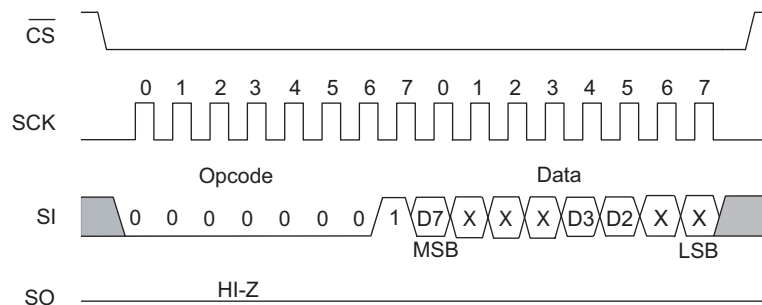 CS
0 1 2 3 4 5 6 7 0 1 2 3 4 5 6 7
SCK
Opcode Data
SI 0 0 0 0 0 0 0 1 D7 X X X D3 D2 X X
MSB LSB
HI-Z
SO